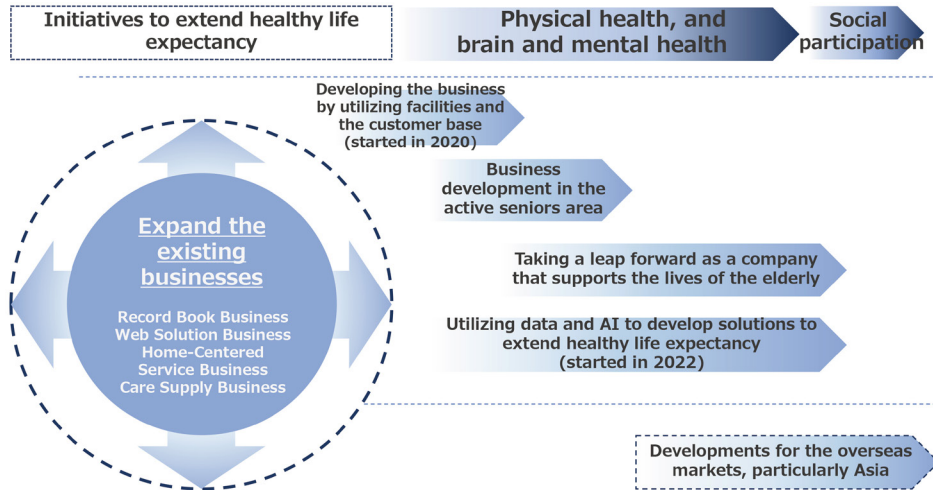 Initiatives to extend healthy life
expectancy
Physical health, and
brain and mental health
Social
participation
Developing the business
by utilizing facilities and
the customer base
(started in 2020)
Business
development in the
active seniors area
Expand the
existing
businesses
Record Book Business
Web Solution Business
Home-Centered
Service Business
Care Supply Business
Taking a leap forward as a company
that supports the lives of the elderly
Utilizing data and AI to develop solutions to
extend healthy life expectancy
(started in 2022)
Developments for the overseas
markets, particularly Asia